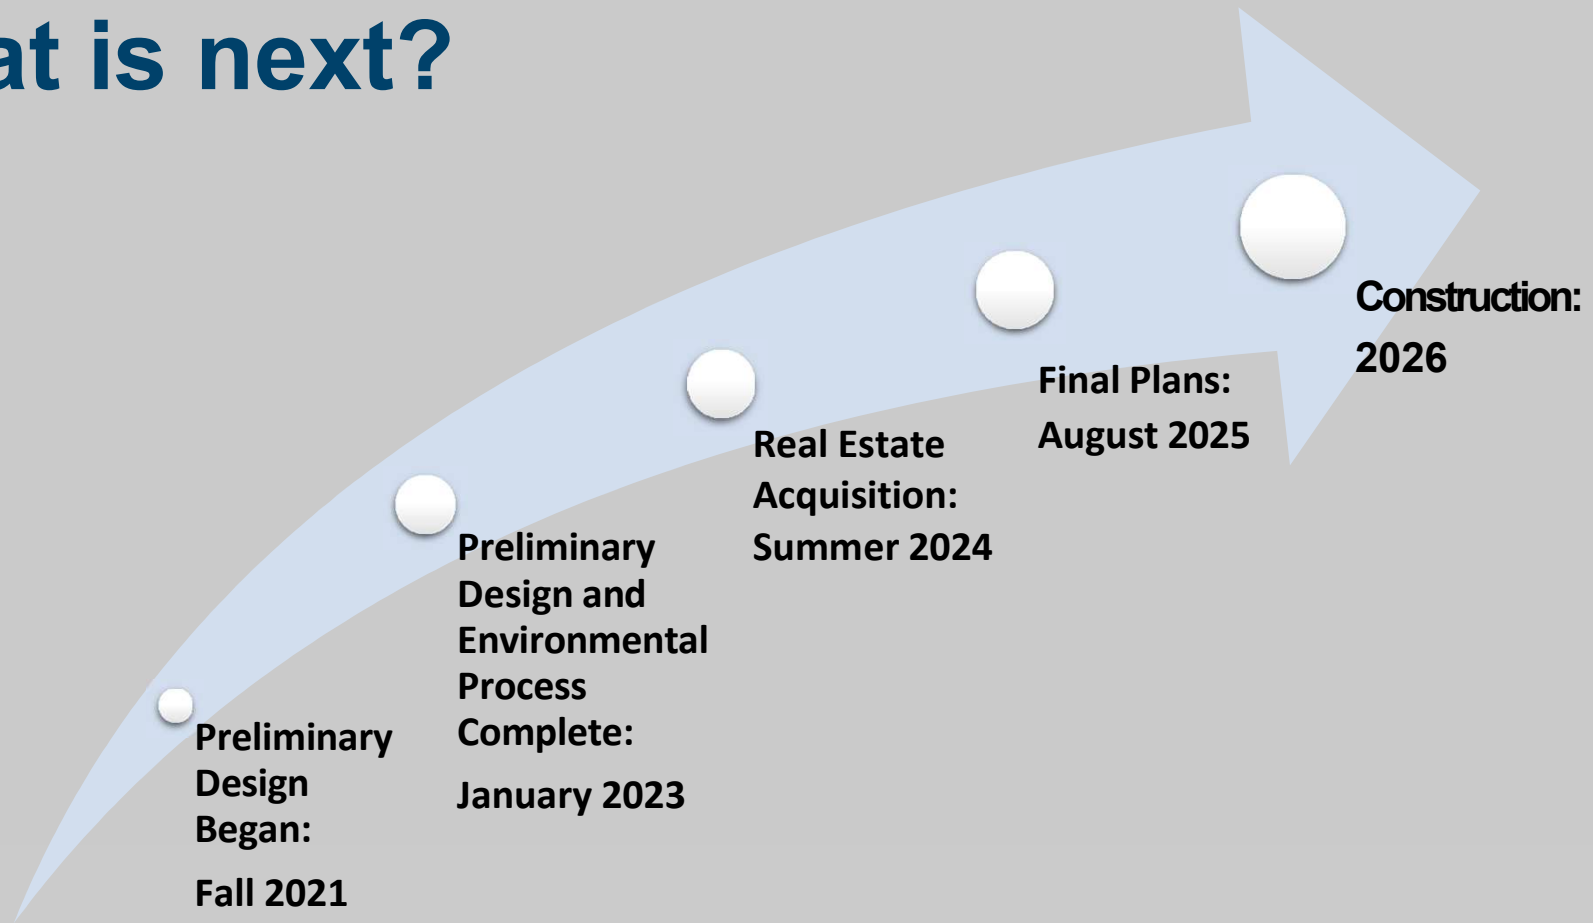 at is next?
Construction:
2026
Final Plans:
August 2025
Real Estate
Acquisition:
Summer 2024
Preliminary
Design and
Environmental
Process
Complete:
January 2023
Preliminary
Design
Began:
Fall 2021